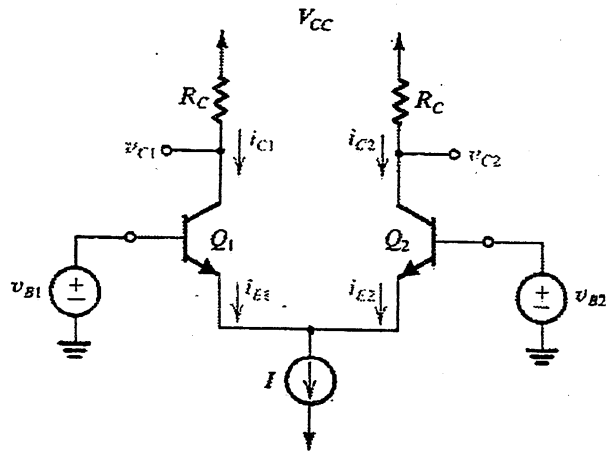 V_CC
R_C R_C
v_C1 i_C1 i_C2 v_C2
Q_1 Q_2
v_B1 + − i_E1 i_E2 + − v_B2
I